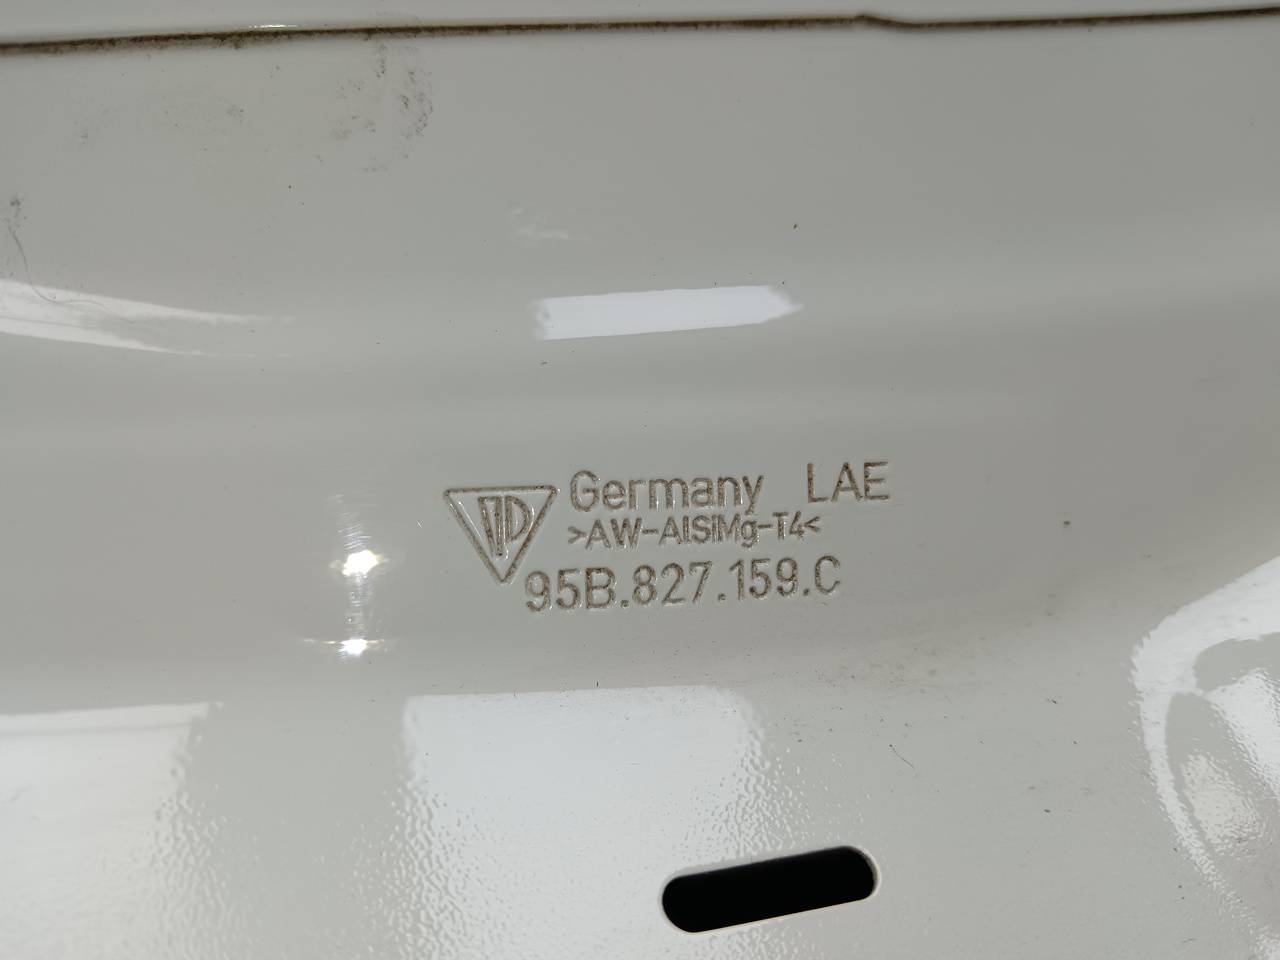 Germany LAE
>AW-AlSiMg-T4<
95B.827.159.C